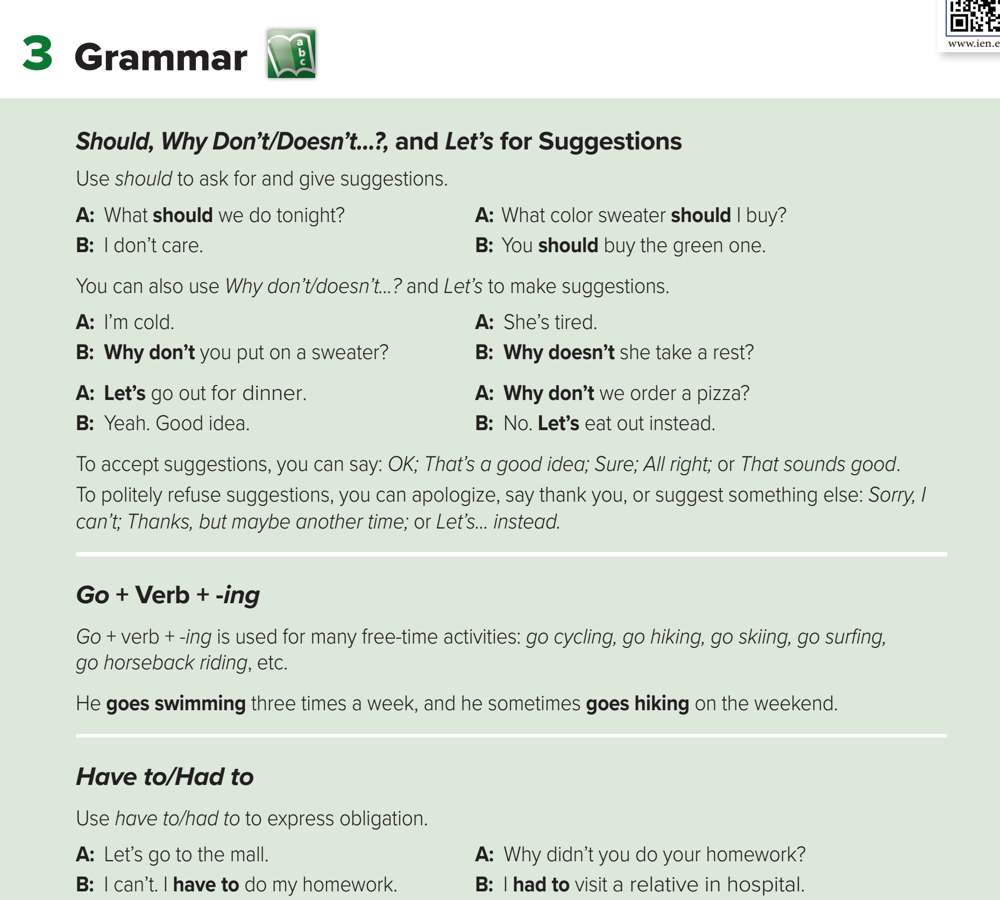 www.ien.e
3 Grammar
a
b
c
Should, Why Don't/Doesn't...?, and Let's for Suggestions
Use should to ask for and give suggestions.
A: What should we do tonight?
B: I don't care.
A: What color sweater should I buy?
B: You should buy the green one.
You can also use Why don't/doesn't...? and Let's to make suggestions.
A: I'm cold.
B: Why don't you put on a sweater?
A: She's tired.
B: Why doesn't she take a rest?
A: Let's go out for dinner.
B: Yeah. Good idea.
A: Why don't we order a pizza?
B: No. Let's eat out instead.
To accept suggestions, you can say: OK; That's a good idea; Sure; All right; or That sounds good.
To politely refuse suggestions, you can apologize, say thank you, or suggest something else: Sorry, I
can't; Thanks, but maybe another time; or Let's... instead.
Go + Verb + -ing
Go + verb + -ing is used for many free-time activities: go cycling, go hiking, go skiing, go surfing,
go horseback riding, etc.
He goes swimming three times a week, and he sometimes goes hiking on the weekend.
Have to/Had to
Use have to/had to to express obligation.
A: Let's go to the mall.
B: I can't. I have to do my homework.
A: Why didn't you do your homework?
B: I had to visit a relative in hospital.